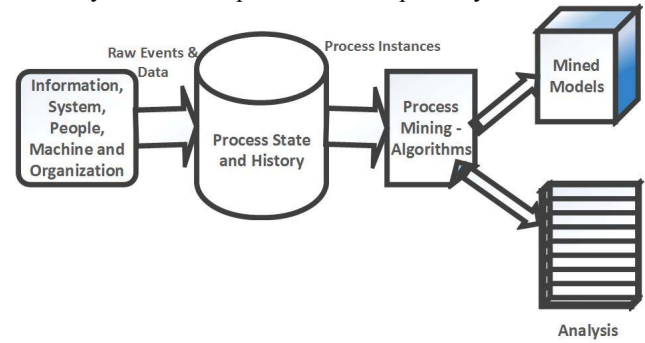 Raw Events &
Data
Process Instances
Information,
System,
People,
Machine and
Organization
Process State
and History
Process
Mining -
Algorithms
Mined
Models
Analysis